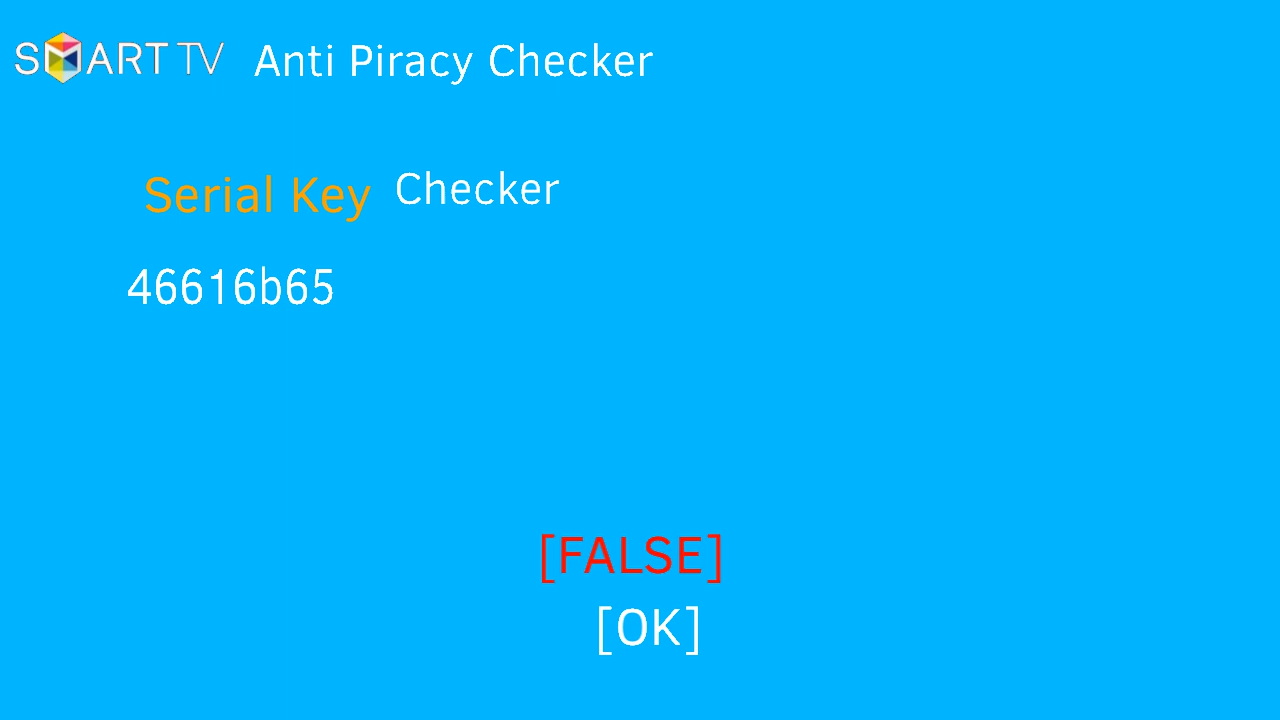 SMART TV Anti Piracy Checker
Serial Key Checker
46616b65
[FALSE]
[OK]